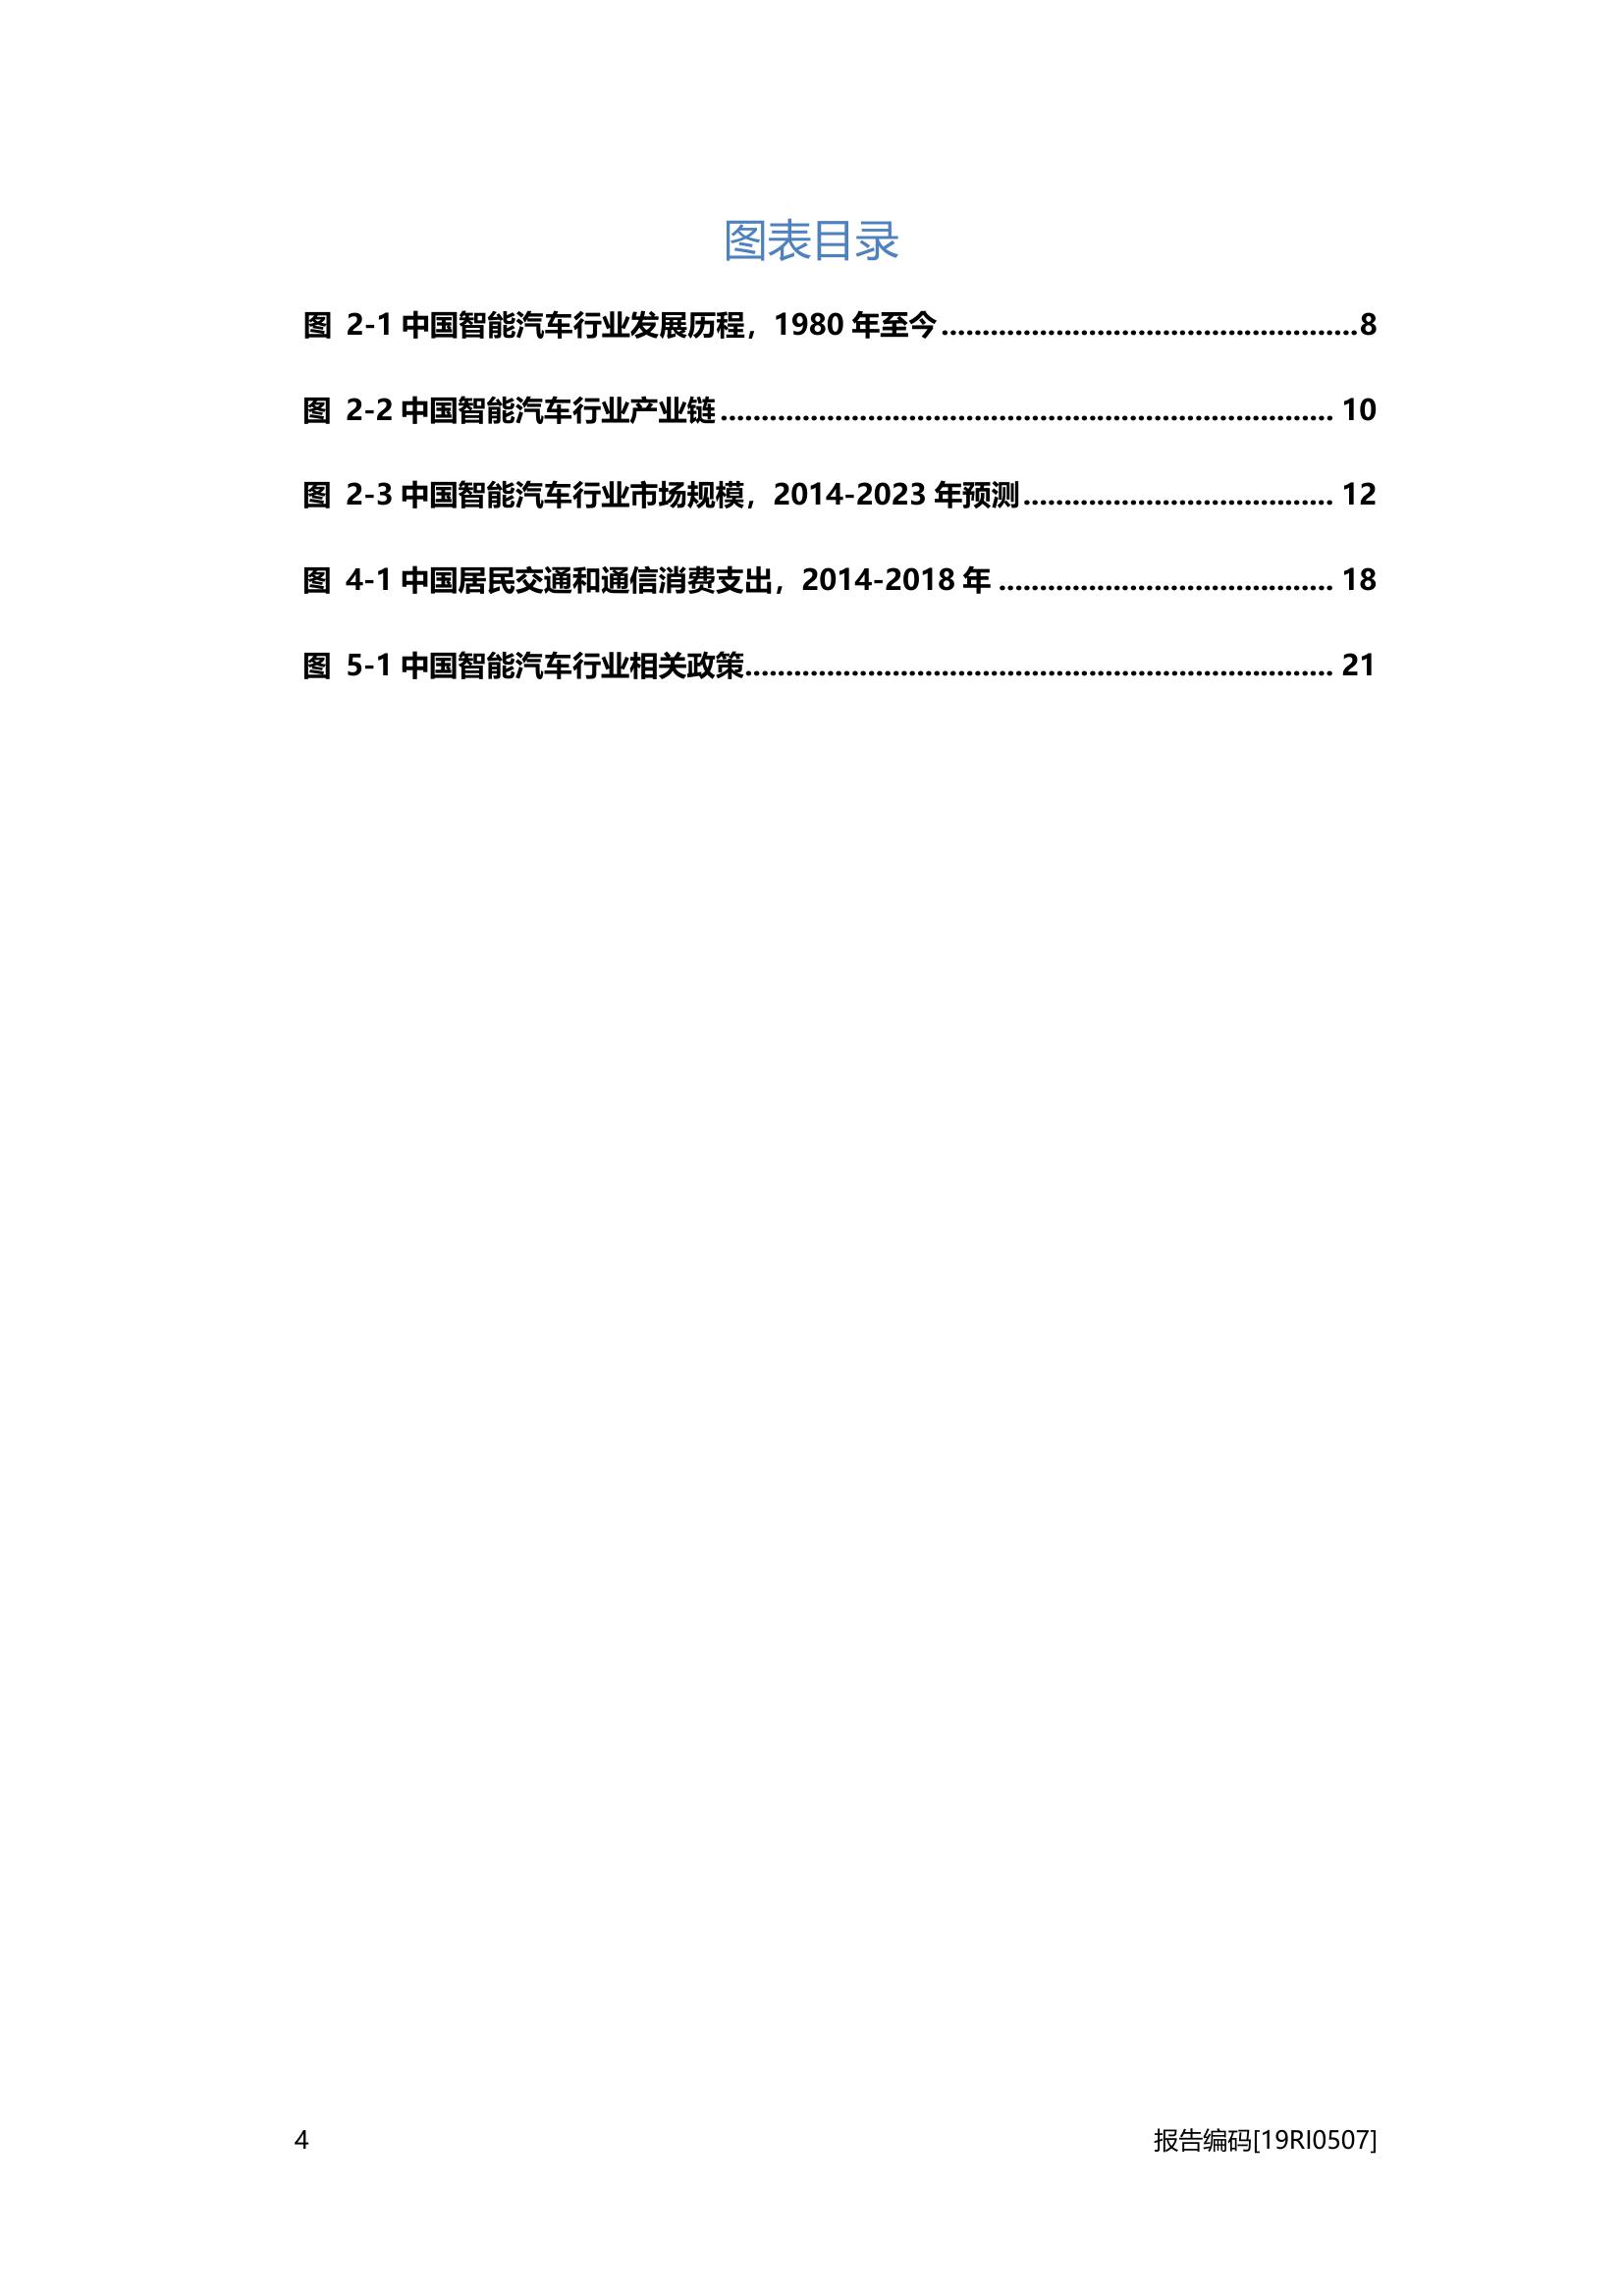 图表目录
图 2-1 中国智能汽车行业发展历程，1980 年至今..................................................8
图 2-2 中国智能汽车行业产业链.......................................................................... 10
图 2-3 中国智能汽车行业市场规模，2014-2023 年预测...................................... 12
图 4-1 中国居民交通和通信消费支出，2014-2018 年 ......................................... 18
图 5-1 中国智能汽车行业相关政策....................................................................... 21
4 报告编码[19RI0507]